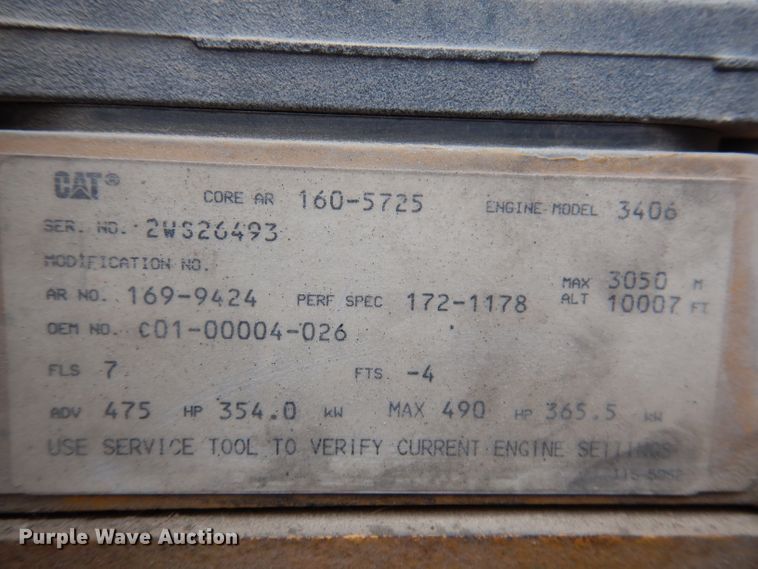 CAT® CORE AR 160-5725 ENGINE MODEL 3406
SER. NO. 2WS26493
MODIFICATION NO.
AR NO. 169-9424 PERF SPEC 172-1178 MAX ALT 3050 M 10007 FT
OEM NO. C01-00004-026
FLS 7 FTS -4
ADV 475 HP 354.0 kW MAX 490 HP 365.5 kW
USE SERVICE TOOL TO VERIFY CURRENT ENGINE SETTINGS
Purple Wave Auction